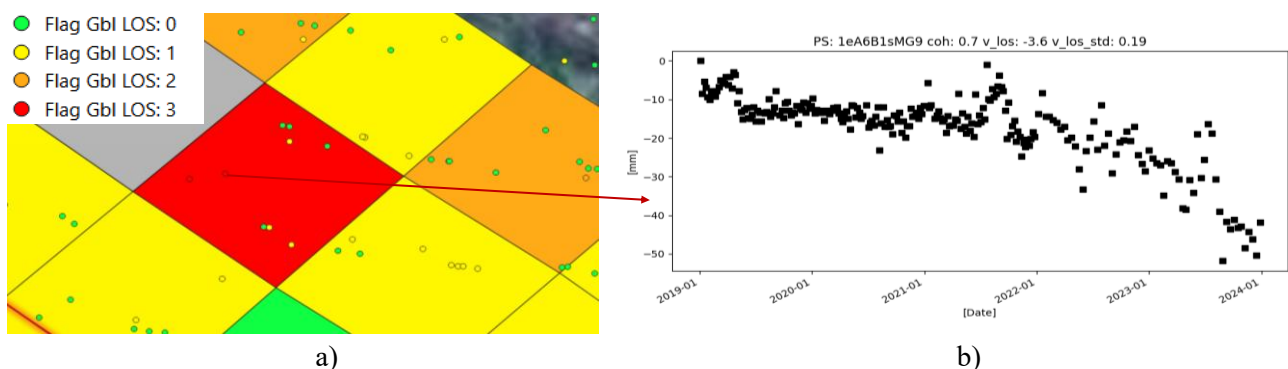 Flag Gbl LOS: 0
Flag Gbl LOS: 1
Flag Gbl LOS: 2
Flag Gbl LOS: 3
a)
PS: 1eA6B1sMG9 coh: 0.7 v_los: -3.6 v_los_std: 0.19
[mm]
0
−10
−20
−30
−40
−50
2019-01
2020-01
2021-01
2022-01
2023-01
2024-01
[Date]
b)